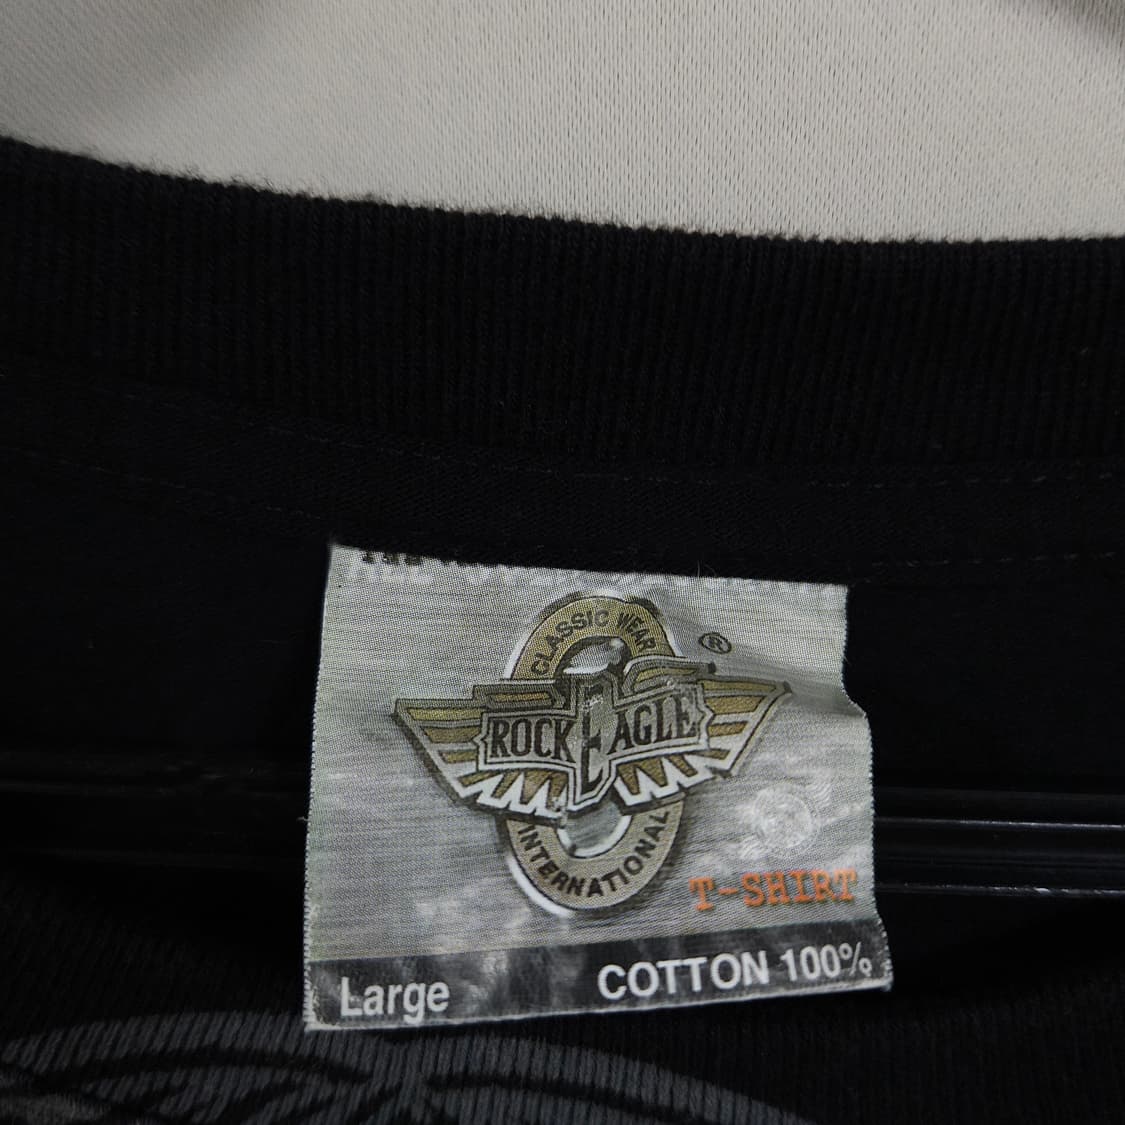 CLASSIC WEAR
®
ROCK EAGLE
INTERNATIONAL
T-SHIRT
Large
COTTON 100%